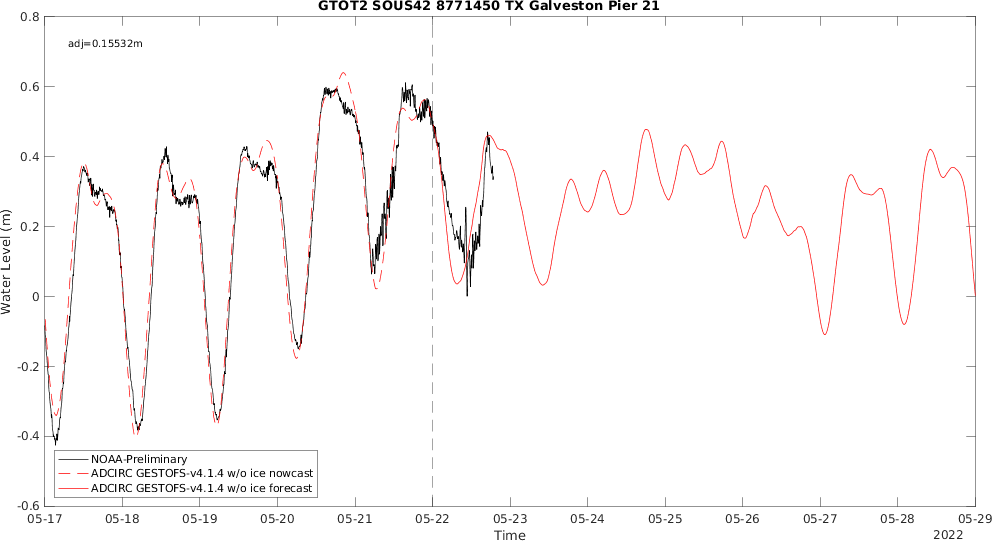 GTOT2 SOUS42 8771450 TX Galveston Pier 21
adj=0.15532m
0.8
0.6
0.4
0.2
0
-0.2
-0.4
-0.6
Water Level (m)
NOAA-Preliminary
ADCIRC GESTOFS-v4.1.4 w/o ice nowcast
ADCIRC GESTOFS-v4.1.4 w/o ice forecast
05-17 05-18 05-19 05-20 05-21 05-22 05-23 05-24 05-25 05-26 05-27 05-28 05-29
Time
2022